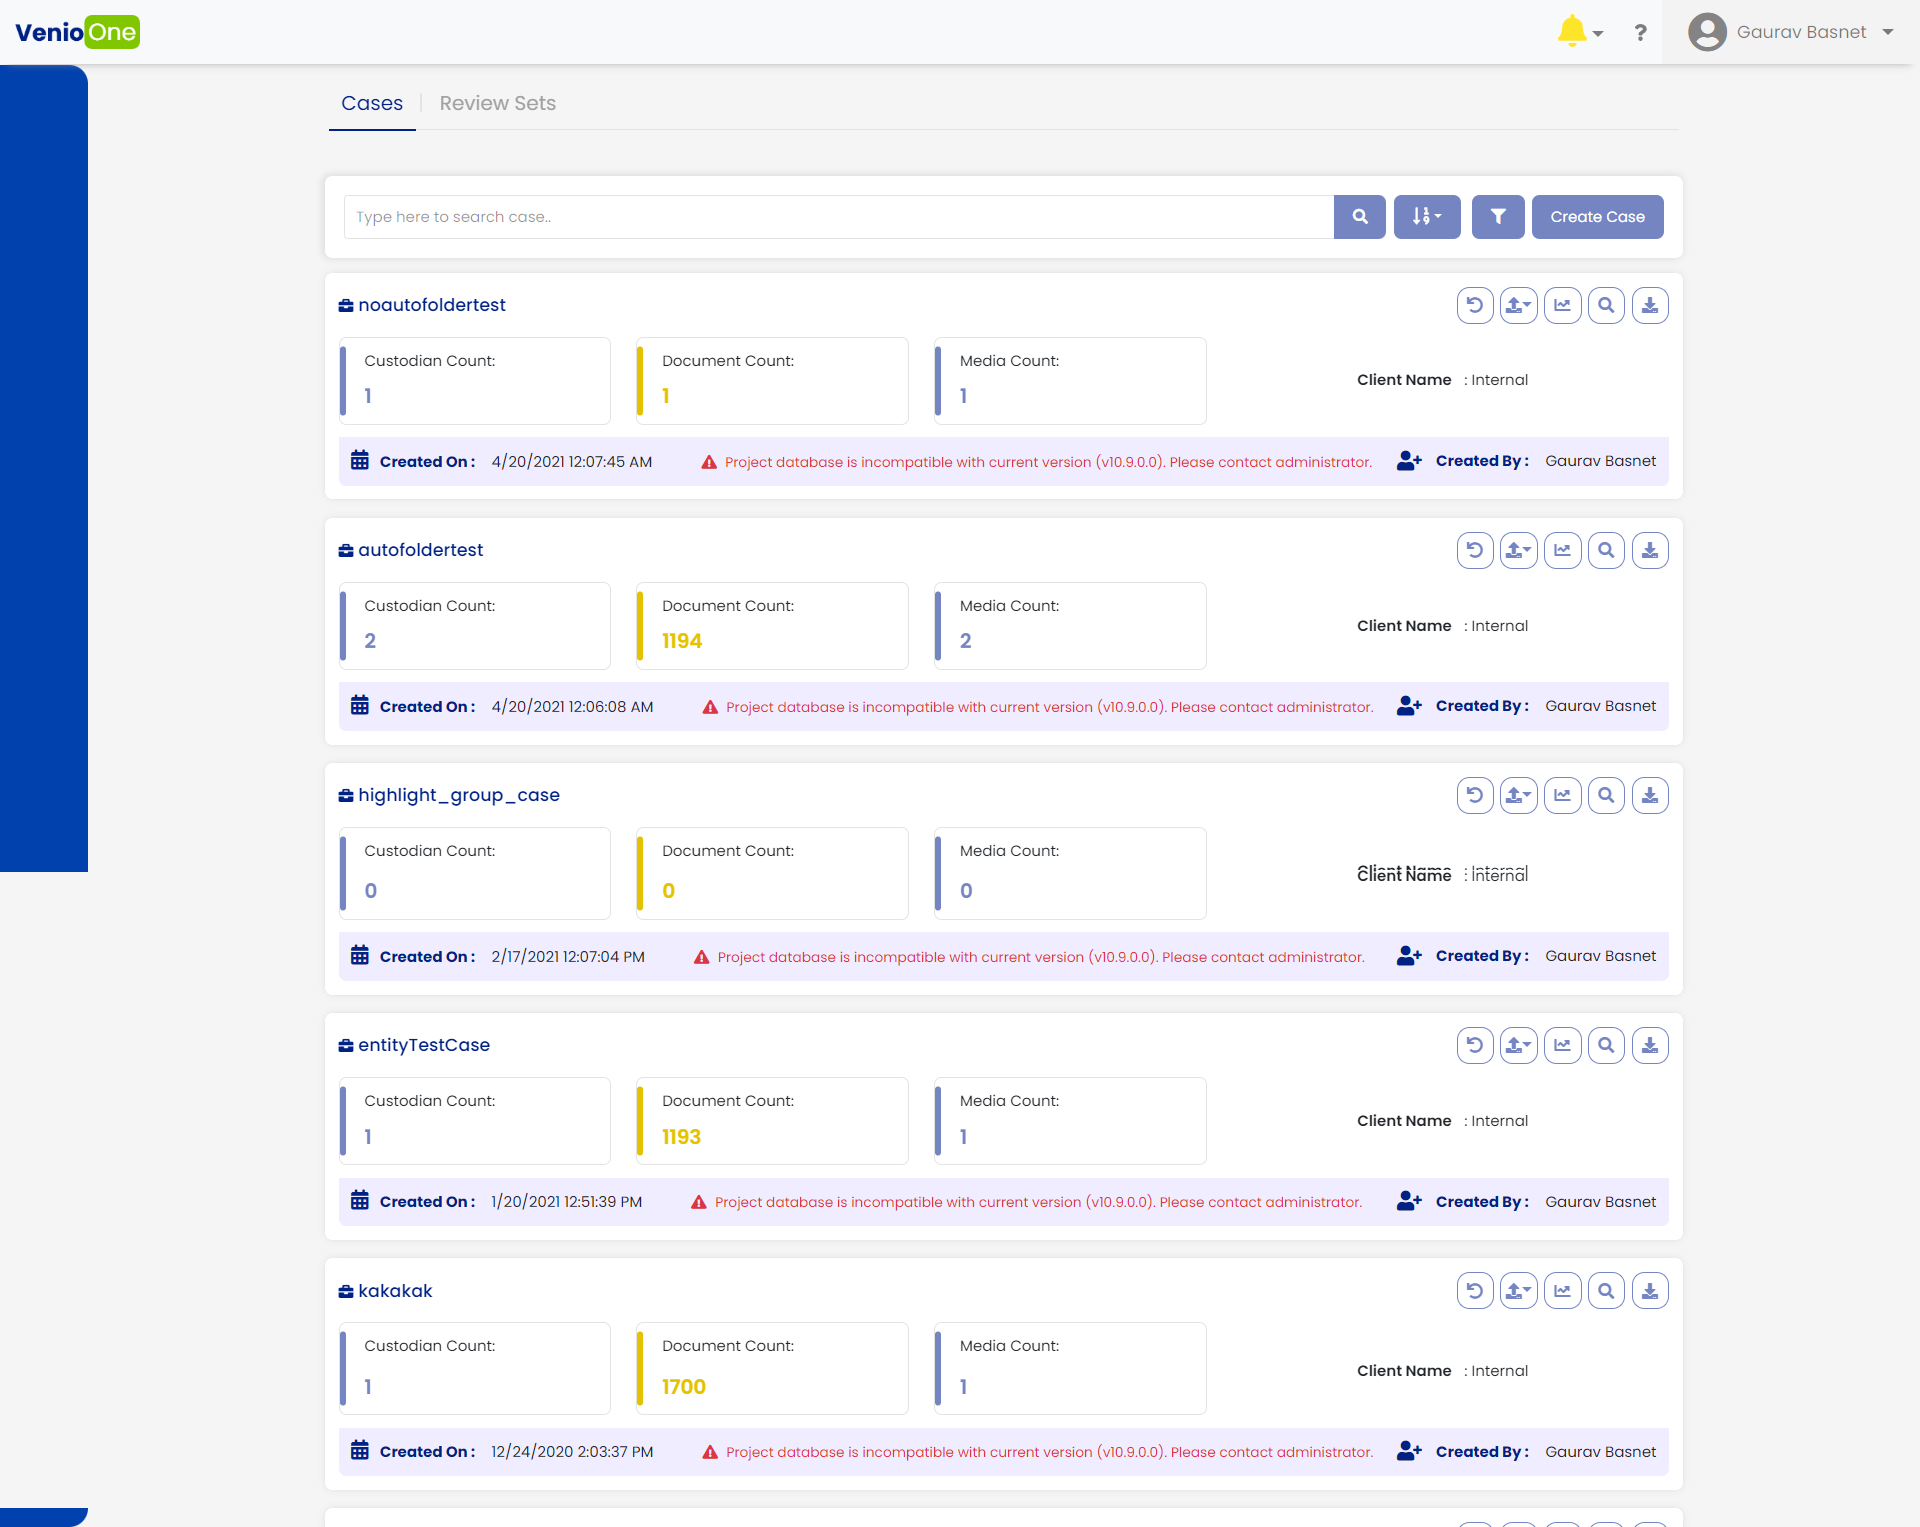 VenioOne
?
Gaurav Basnet
Cases
Review Sets
Type here to search case..
Create Case
noautofoldertest
Custodian Count:
Document Count:
Media Count:
1
1
1
Client Name : Internal
Created On : 4/20/2021 12:07:45 AM
Project database is incompatible with current version (v10.9.0.0). Please contact administrator.
Created By : Gaurav Basnet
autofoldertest
Custodian Count:
Document Count:
Media Count:
2
1194
2
Client Name : Internal
Created On : 4/20/2021 12:06:08 AM
Project database is incompatible with current version (v10.9.0.0). Please contact administrator.
Created By : Gaurav Basnet
highlight_group_case
Custodian Count:
Document Count:
Media Count:
0
0
0
Client Name : Internal
Created On : 2/17/2021 12:07:04 PM
Project database is incompatible with current version (v10.9.0.0). Please contact administrator.
Created By : Gaurav Basnet
entityTestCase
Custodian Count:
Document Count:
Media Count:
1
1193
1
Client Name : Internal
Created On : 1/20/2021 12:51:39 PM
Project database is incompatible with current version (v10.9.0.0). Please contact administrator.
Created By : Gaurav Basnet
kakakak
Custodian Count:
Document Count:
Media Count:
1
1700
1
Client Name : Internal
Created On : 12/24/2020 2:03:37 PM
Project database is incompatible with current version (v10.9.0.0). Please contact administrator.
Created By : Gaurav Basnet